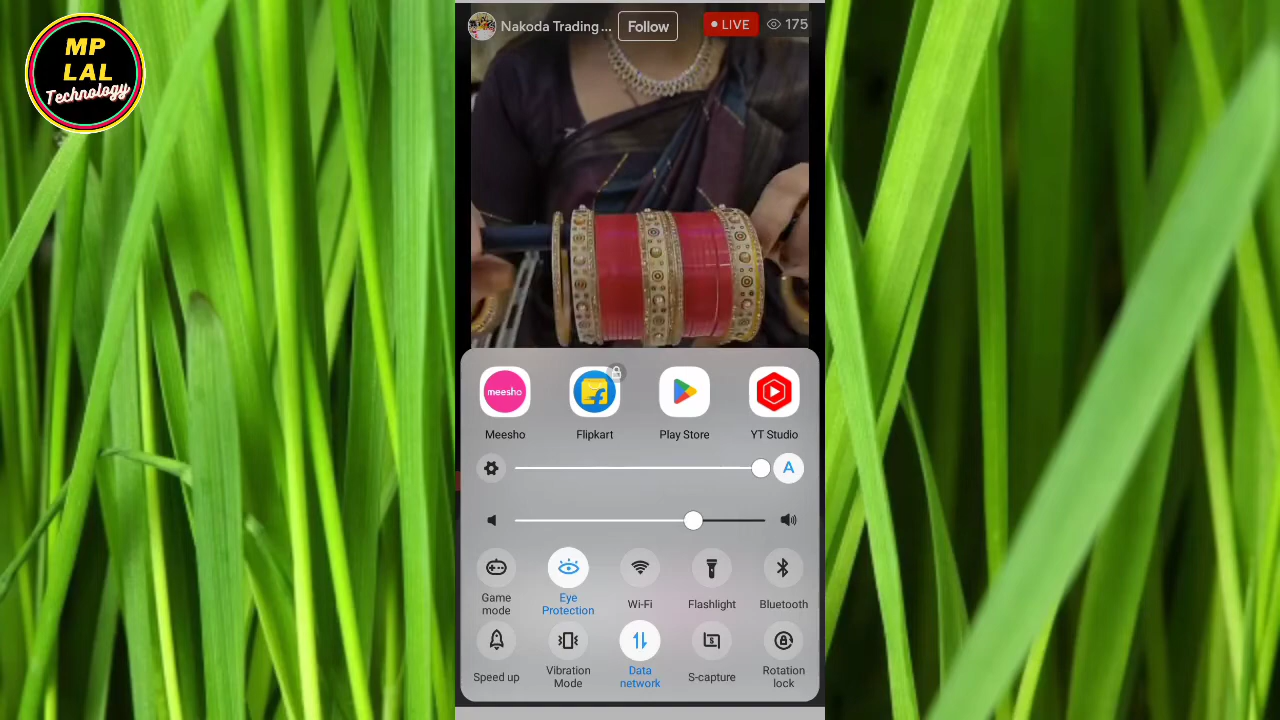 MP
LAL
Technology
Nakoda Trading...
Follow
LIVE
175
meesho
Meesho
Flipkart
Play Store
YT Studio
A
Game
mode
Eye
Protection
Wi-Fi
Flashlight
Bluetooth
Speed up
Vibration
Mode
Data
network
S-capture
Rotation
lock